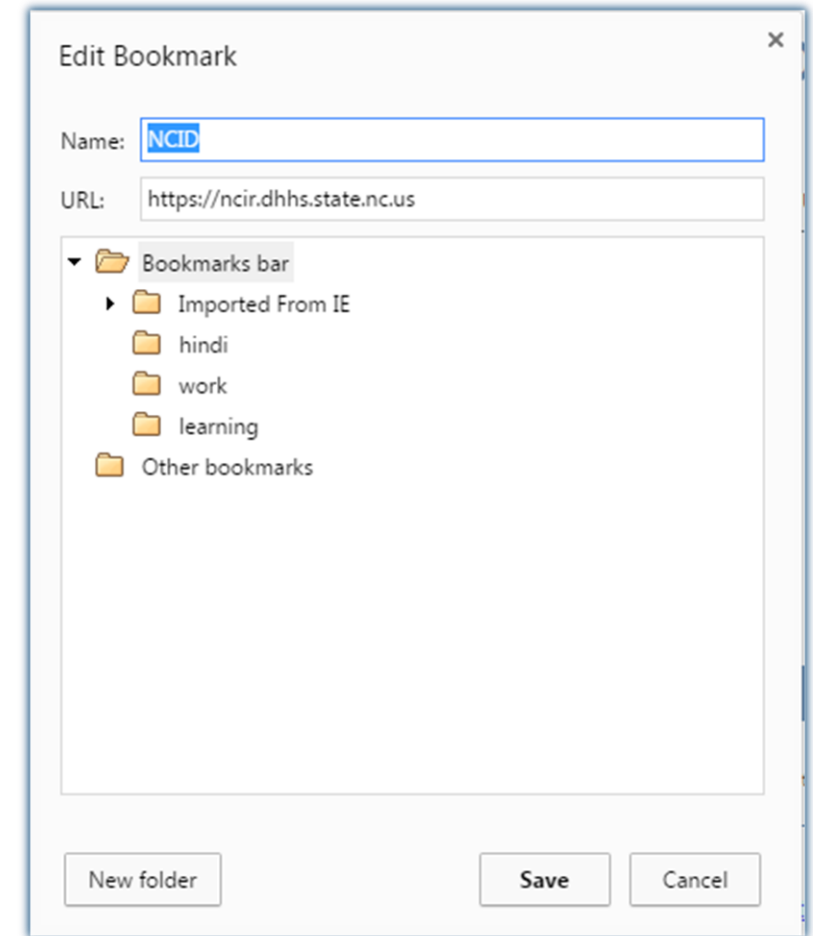 Edit Bookmark
Name: NCID
URL: https://ncir.dhhs.state.nc.us
Bookmarks bar
Imported From IE
hindi
work
learning
Other bookmarks
New folder Save Cancel